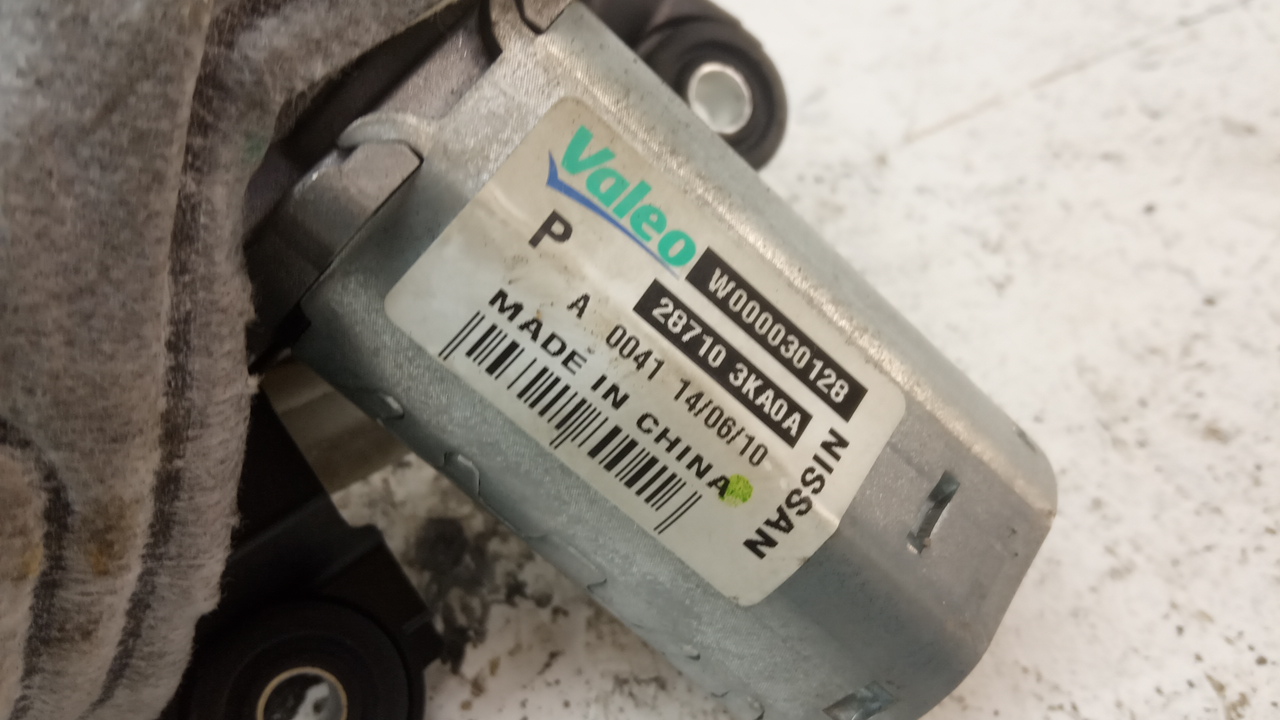 Valeo
P
W000030128
28710 3KA0A
A 0041 14/06/10
MADE IN CHINA
NISSAN